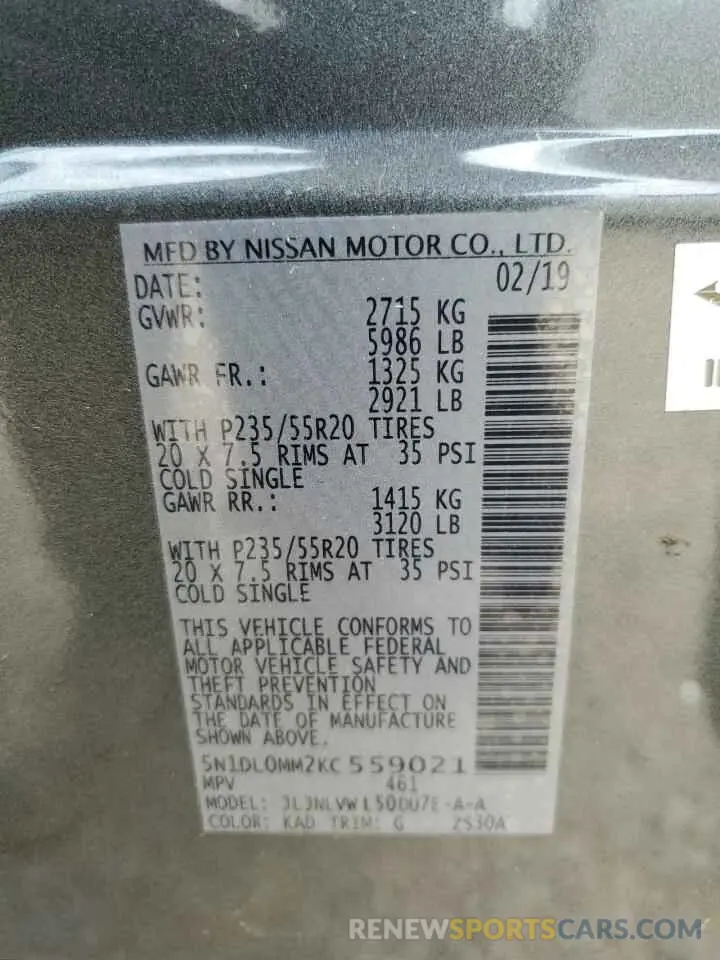 MFD BY NISSAN MOTOR CO., LTD.
DATE: 02/19
GVWR: 2715 KG
5986 LB
GAWR FR.: 1325 KG
2921 LB
WITH P235/55R20 TIRES
20 X 7.5 RIMS AT 35 PSI
COLD SINGLE
GAWR RR.: 1415 KG
3120 LB
WITH P235/55R20 TIRES
20 X 7.5 RIMS AT 35 PSI
COLD SINGLE
THIS VEHICLE CONFORMS TO
ALL APPLICABLE FEDERAL
MOTOR VEHICLE SAFETY AND
THEFT PREVENTION
STANDARDS IN EFFECT ON
THE DATE OF MANUFACTURE
SHOWN ABOVE.
5N1DL0MM2KC559021
MPV 461
MODEL:
COLOR: KAD TRIM: G 2S30A
RENEWSPORTSCARS.COM